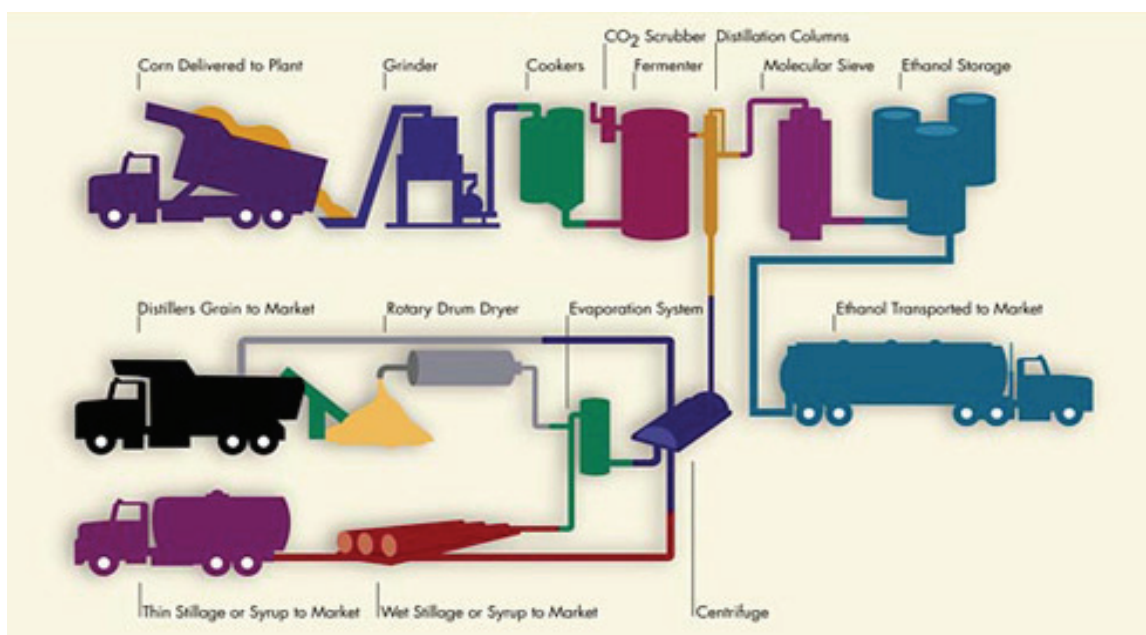 CO2 Scrubber
Distillation Columns
Corn Delivered to Plant
Grinder
Cookers
Fermenter
Molecular Sieve
Ethanol Storage
Distillers Grain to Market
Rotary Drum Dryer
Evaporation System
Ethanol Transported to Market
Thin Stillage or Syrup to Market
Wet Stillage or Syrup to Market
Centrifuge